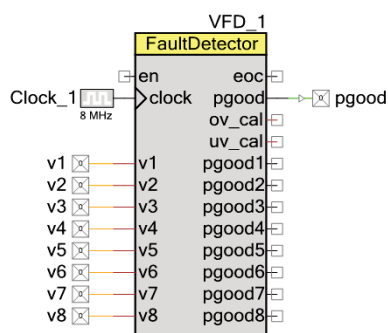 VFD_1
FaultDetector
en eoc
Clock_1 clock pgood pgood
8 MHz
ov_cal
uv_cal
v1 v1 pgood1
v2 v2 pgood2
v3 v3 pgood3
v4 v4 pgood4
v5 v5 pgood5
v6 v6 pgood6
v7 v7 pgood7
v8 v8 pgood8